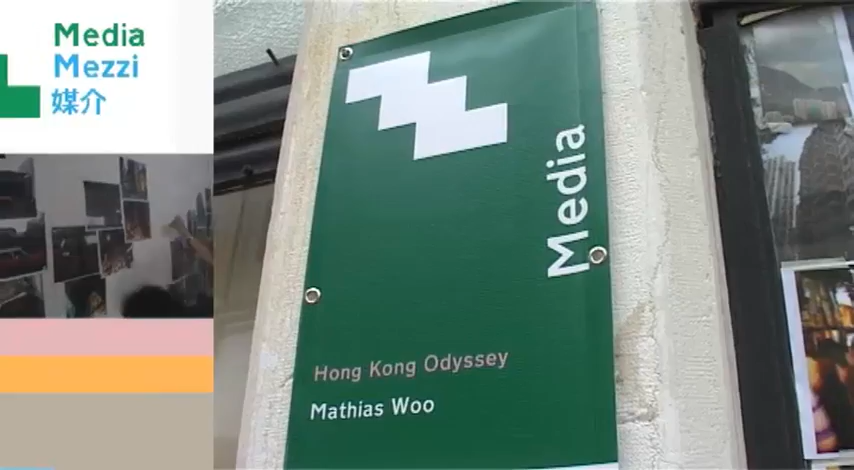 Media
Mezzi
媒介
Media
Hong Kong Odyssey
Mathias Woo